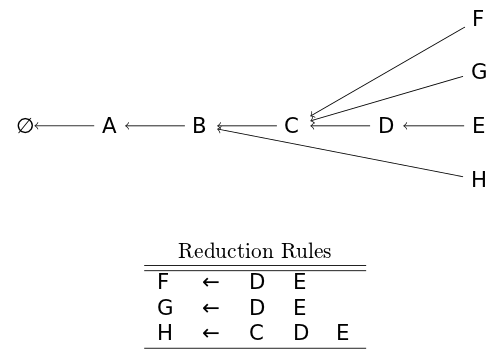 F
G
∅ A B C D E
H
Reduction Rules
F ← D E
G ← D E
H ← C D E